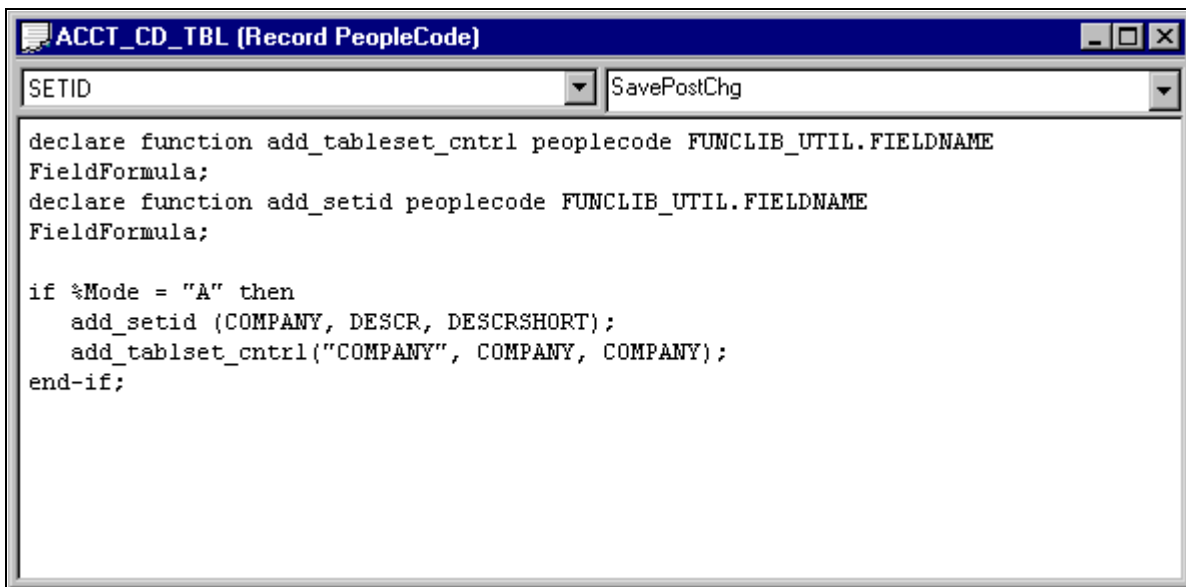 ACCT_CD_TBL (Record PeopleCode)
SETID
SavePostChg
declare function add_tableset_cntrl peoplecode FUNCLIB_UTIL.FIELDNAME
FieldFormula;
declare function add_setid peoplecode FUNCLIB_UTIL.FIELDNAME
FieldFormula;
if %Mode = "A" then
add_setid (COMPANY, DESCR, DESCRSHORT);
add_tablset_cntrl("COMPANY", COMPANY, COMPANY);
end-if;